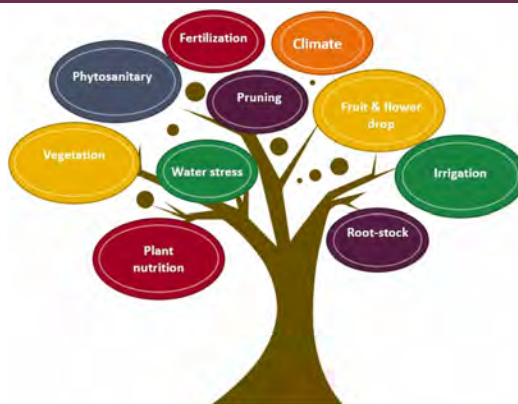 Fertilization
Climate
Phytosanitary
Pruning
Fruit & flower
drop
Vegetation
Water stress
Irrigation
Root-stock
Plant
nutrition